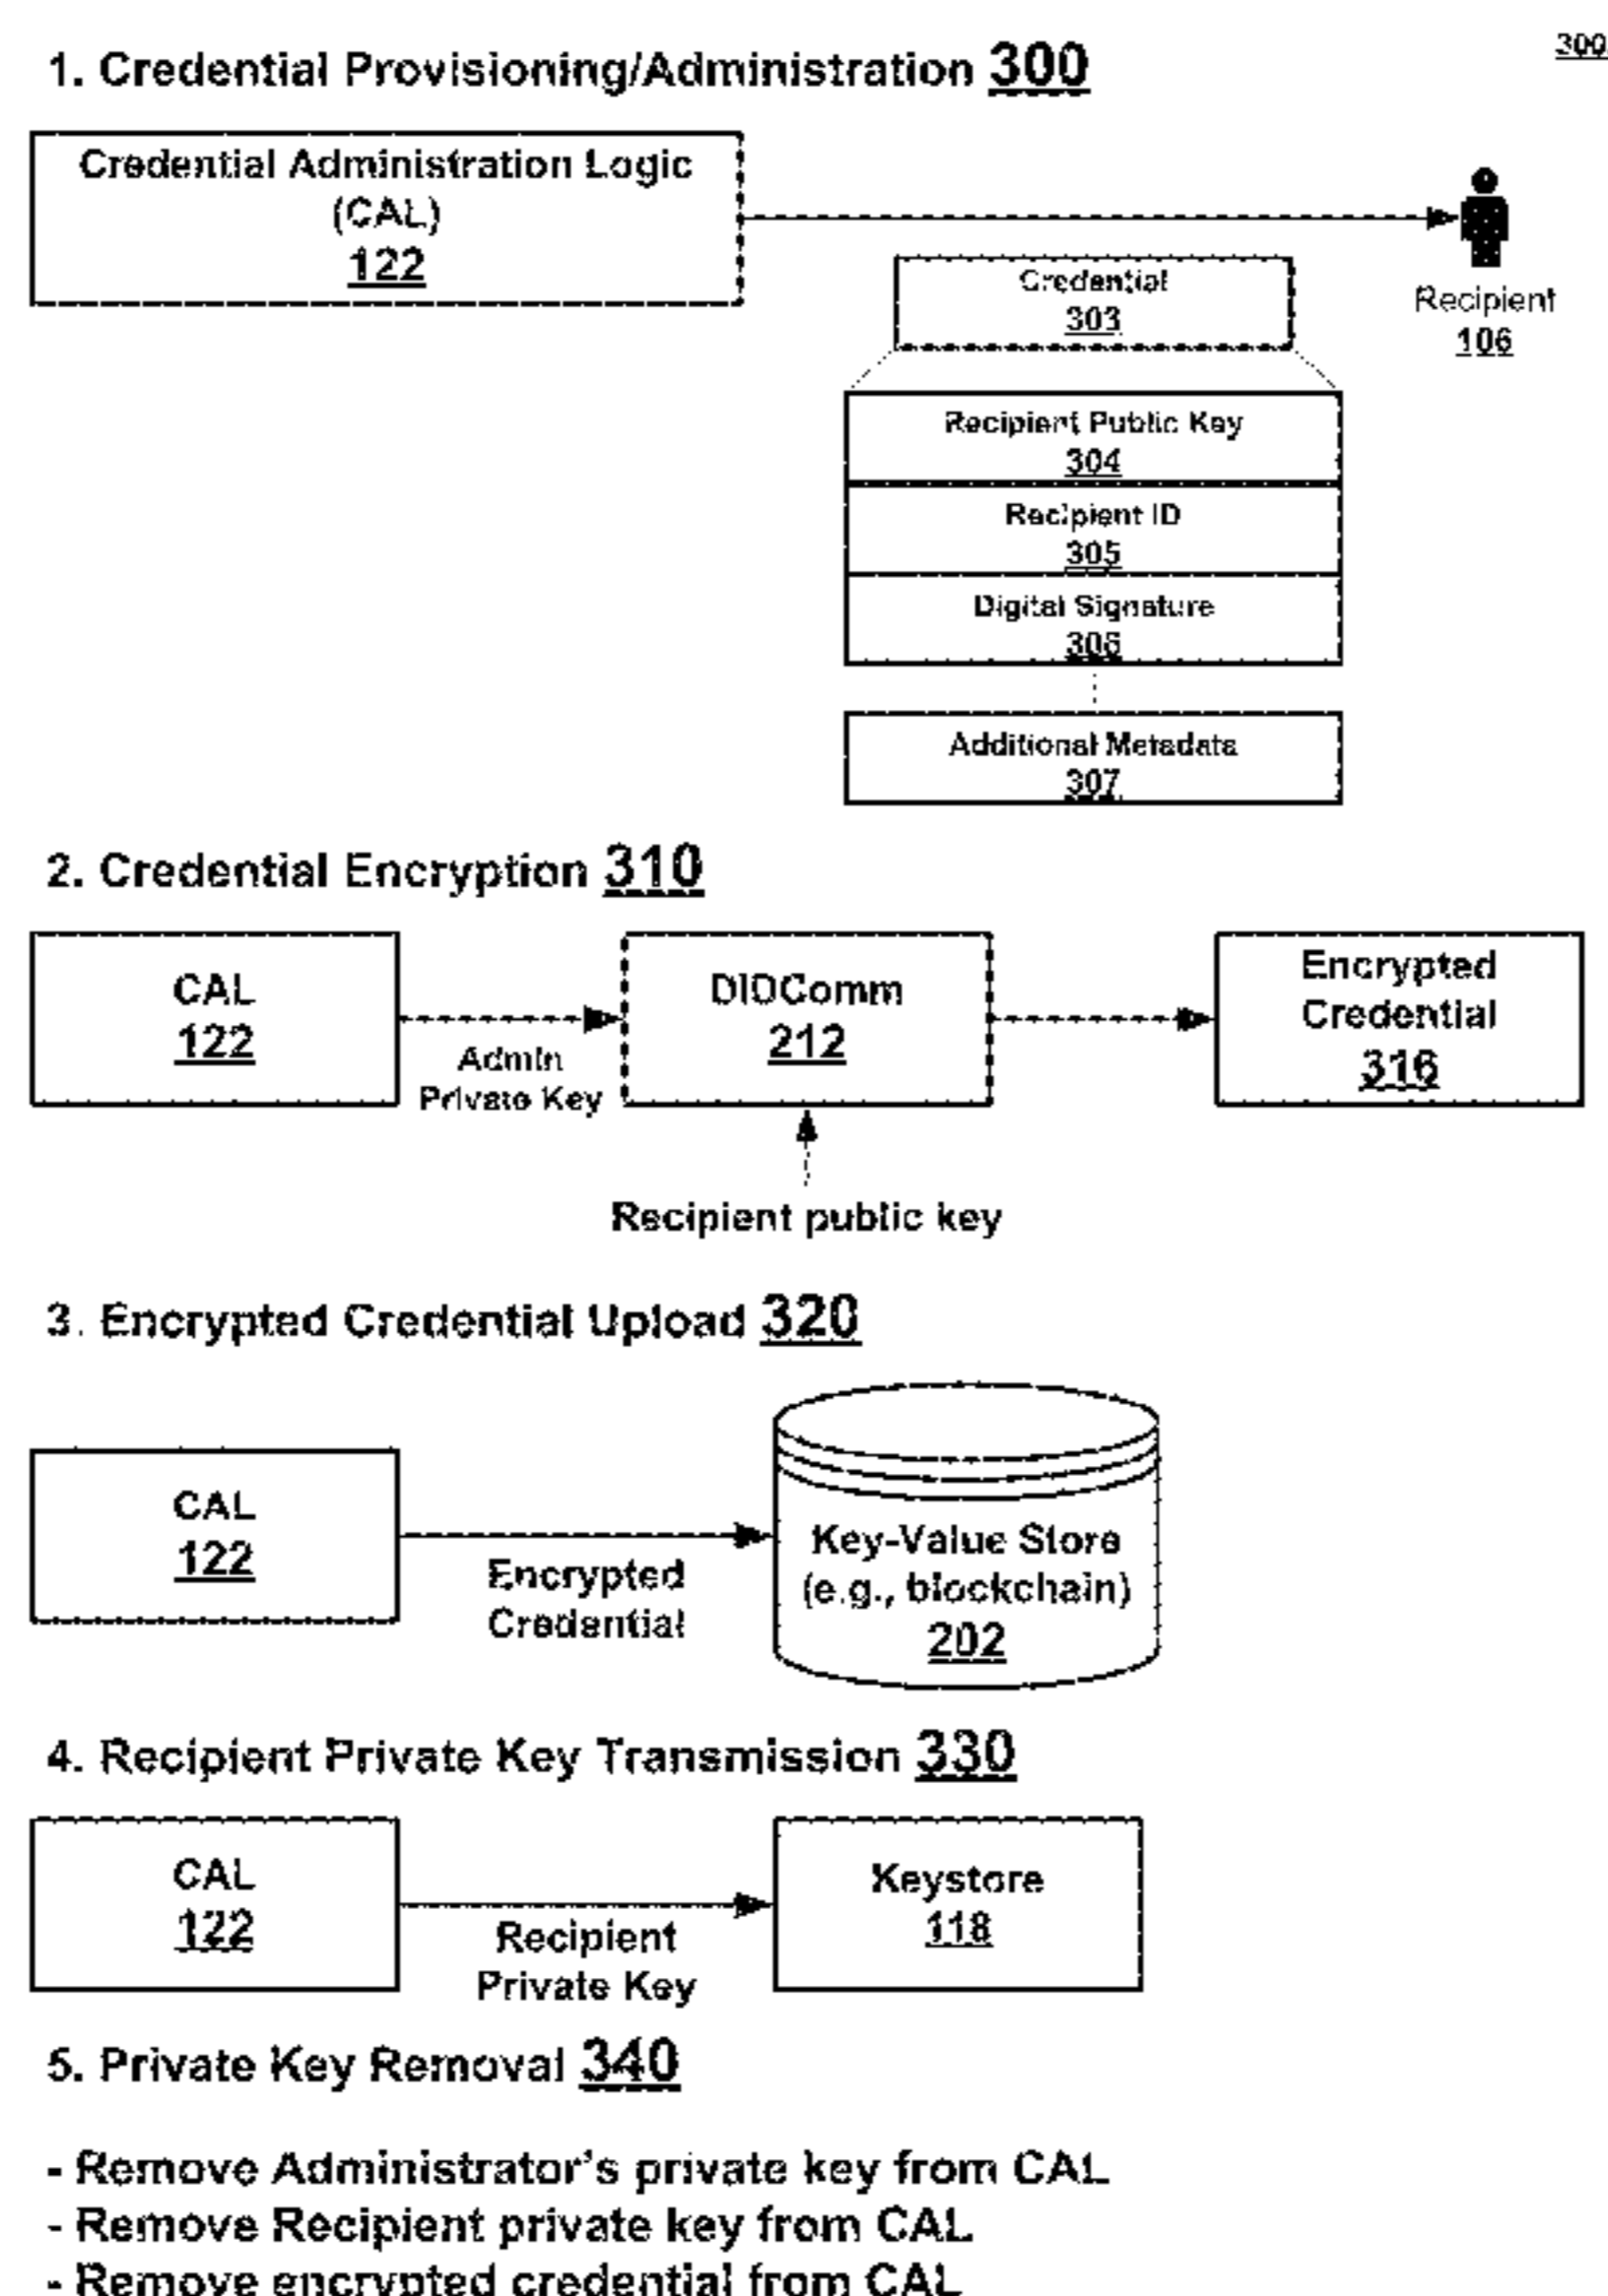 300
1. Credential Provisioning/Administration 300
Credential Administration Logic
(CAL)
122
Credential
303
Recipient
106
Recipient Public Key
304
Recipient ID
305
Digital Signature
306
Additional Metadata
307
2. Credential Encryption 310
CAL
122
Admin
Private Key
DIDComm
212
Encrypted
Credential
316
Recipient public key
3. Encrypted Credential Upload 320
CAL
122
Encrypted
Credential
Key-Value Store
(e.g., blockchain)
202
4. Recipient Private Key Transmission 330
CAL
122
Recipient
Private Key
Keystore
118
5. Private Key Removal 340
- Remove Administrator's private key from CAL
- Remove Recipient private key from CAL
- Remove encrypted credential from CAL